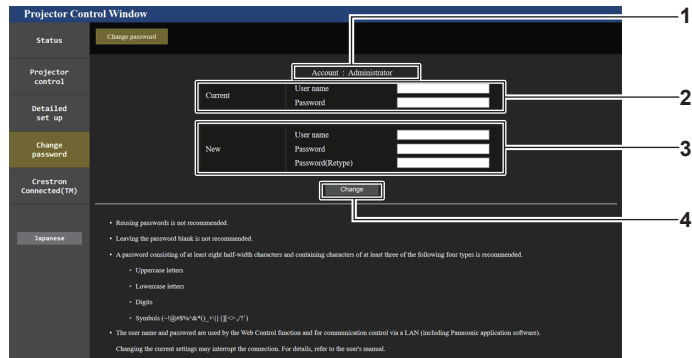 Projector Control Window
Status
Change password
Projector
control
Detailed
set up
Change
password
Crestron
Connected(TM)
Japanese
Account : Administrator
Current
User name
Password
New
User name
Password
Password(Retype)
Change
1
2
3
4
• Reusing passwords is not recommended.
• Leaving the password blank is not recommended.
• A password consisting of at least eight half-width characters and containing characters of at least three of the following four types is recommended.
• Uppercase letters
• Lowercase letters
• Digits
• Symbols
• The user name and password are used by the Web Control function and for communication control via a LAN (including Panasonic application software).
Changing the current settings may interrupt the connection. For details, refer to the user's manual.